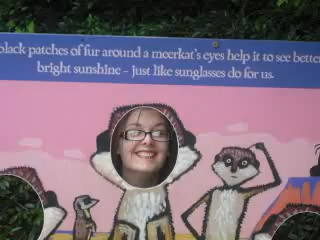 black patches of fur around a meerkat's eyes help it to see better
bright sunshine – just like sunglasses do for us.